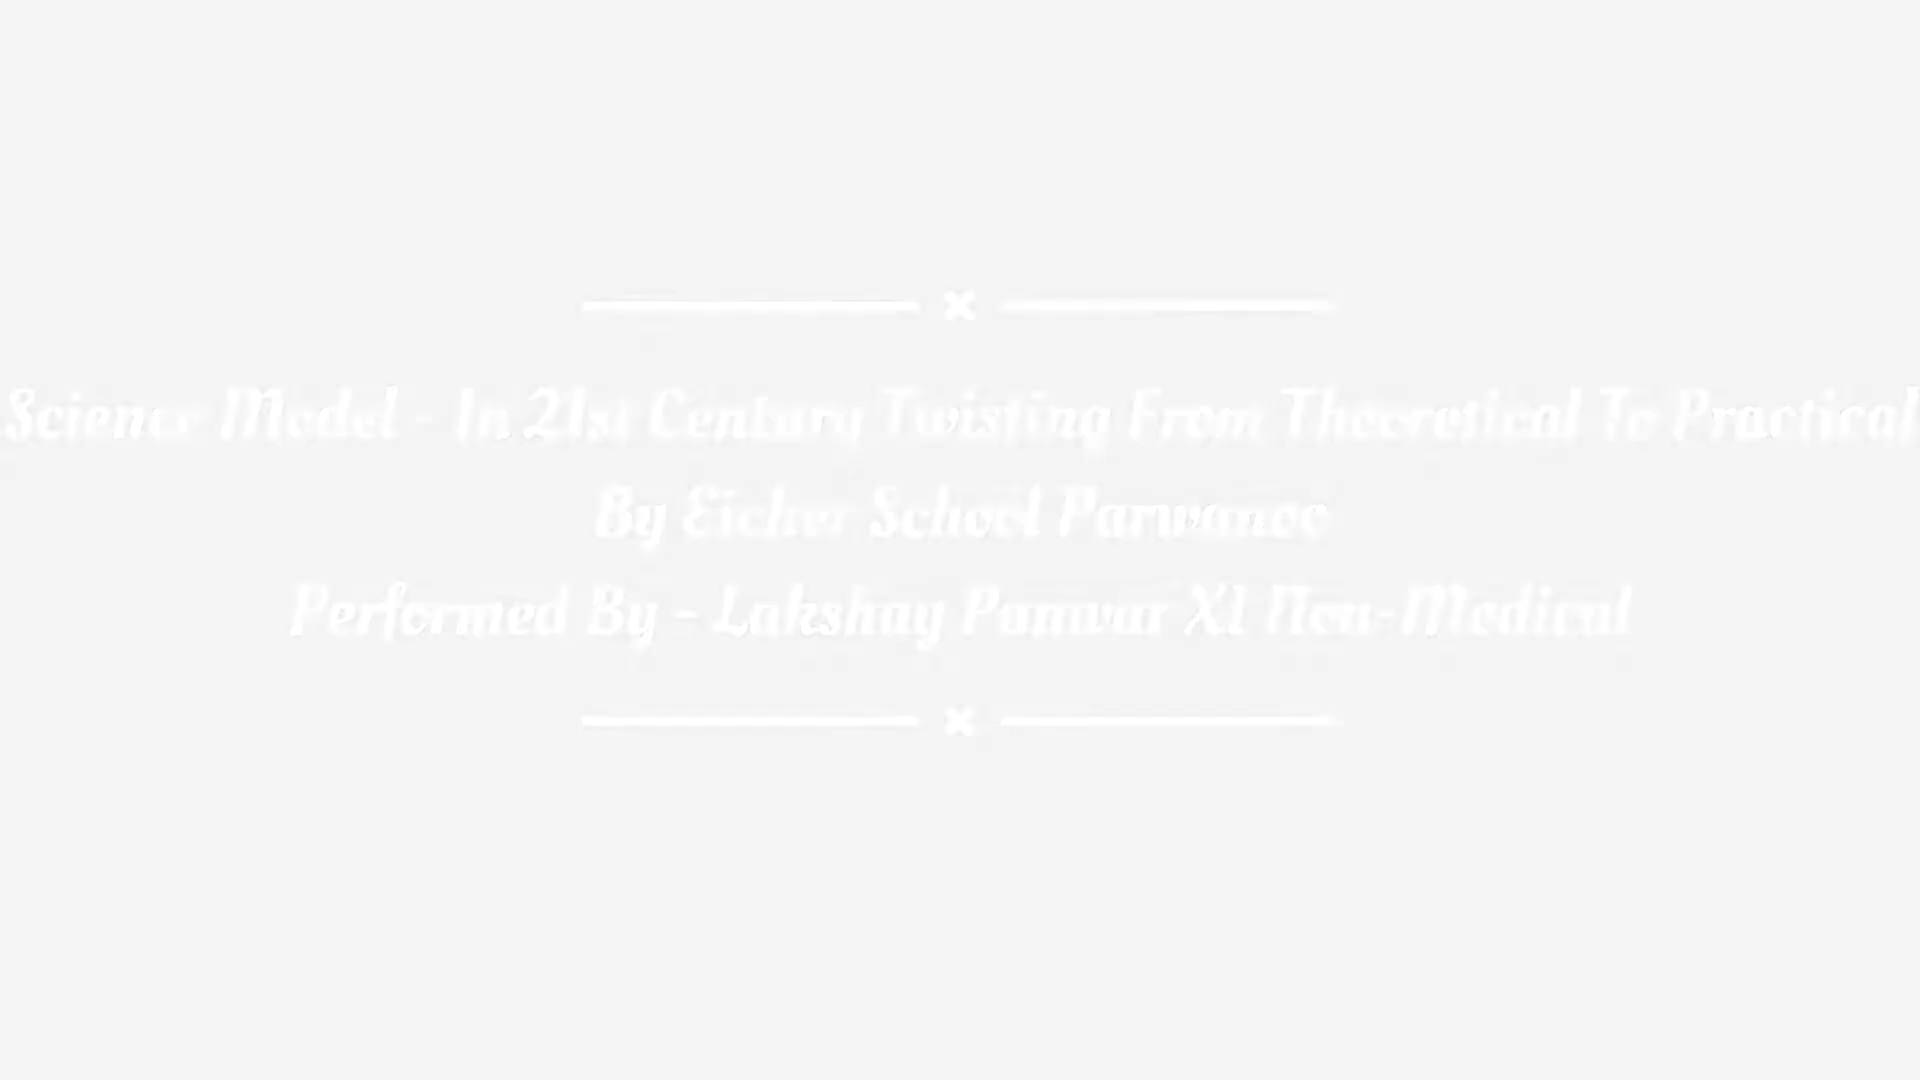 Science Model - In 21st Century Twisting From Theoretical To Practical
By Eicher School Parwanoo
Performed By - Lakshay Panwar XI Non-Medical